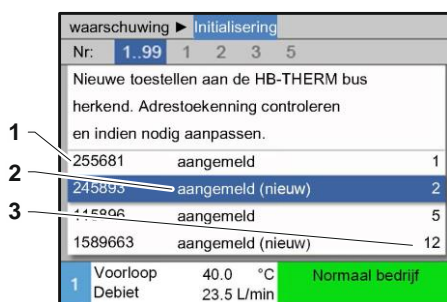 waarschuwing ► Initialisering
Nr: 1..99 1 2 3 5
Nieuwe toestellen aan de HB-THERM bus
herkend. Adrestoekenning controleren
en indien nodig aanpassen.
1
255681 aangemeld 1
2
245893 aangemeld (nieuw) 2
3
115896 aangemeld 5
1589663 aangemeld (nieuw) 12
1 Voorloop 40.0 °C Normaal bedrijf
Debiet 23.5 L/min